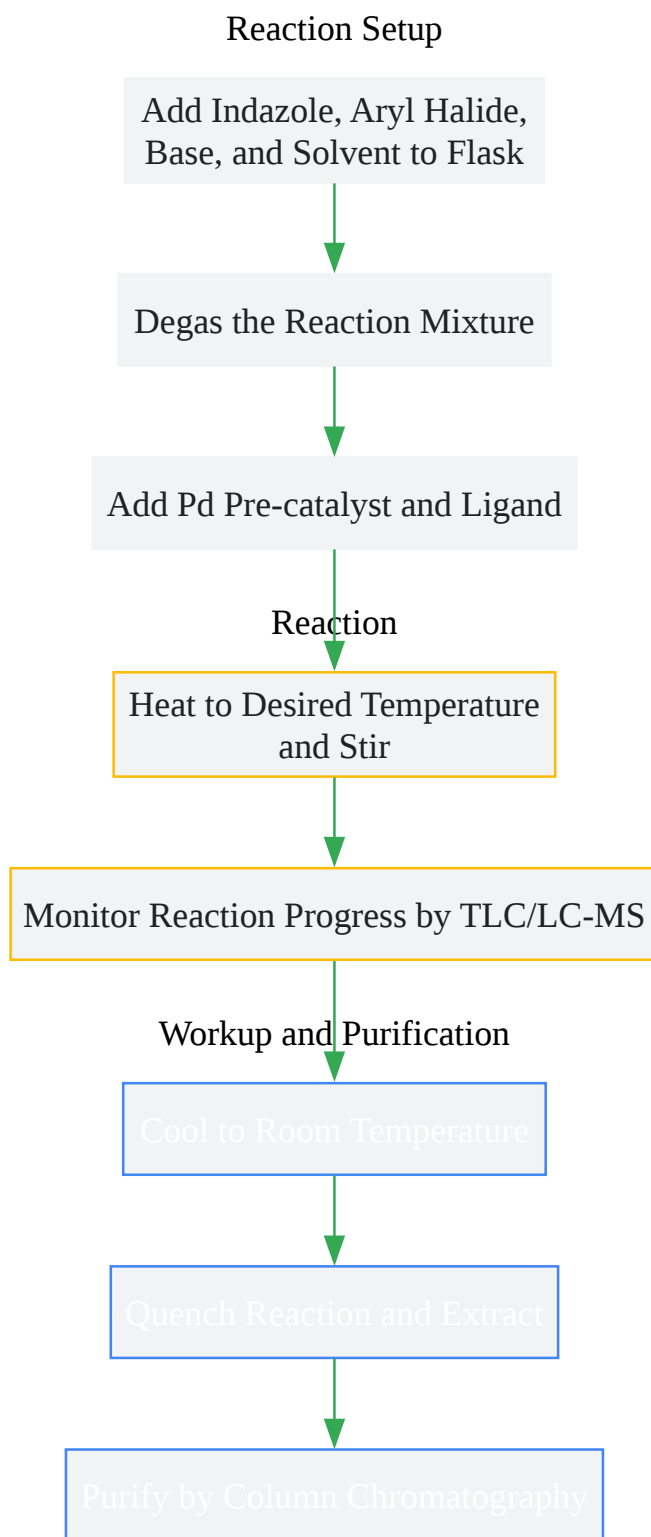 Reaction Setup
Add Indazole, Aryl Halide,
Base, and Solvent to Flask
Degas the Reaction Mixture
Add Pd Pre-catalyst and Ligand
Reaction
Heat to Desired Temperature
and Stir
Monitor Reaction Progress by TLC/LC-MS
Workup and Purification
Cool to Room Temperature
Quench Reaction and Extract
Purify by Column Chromatography